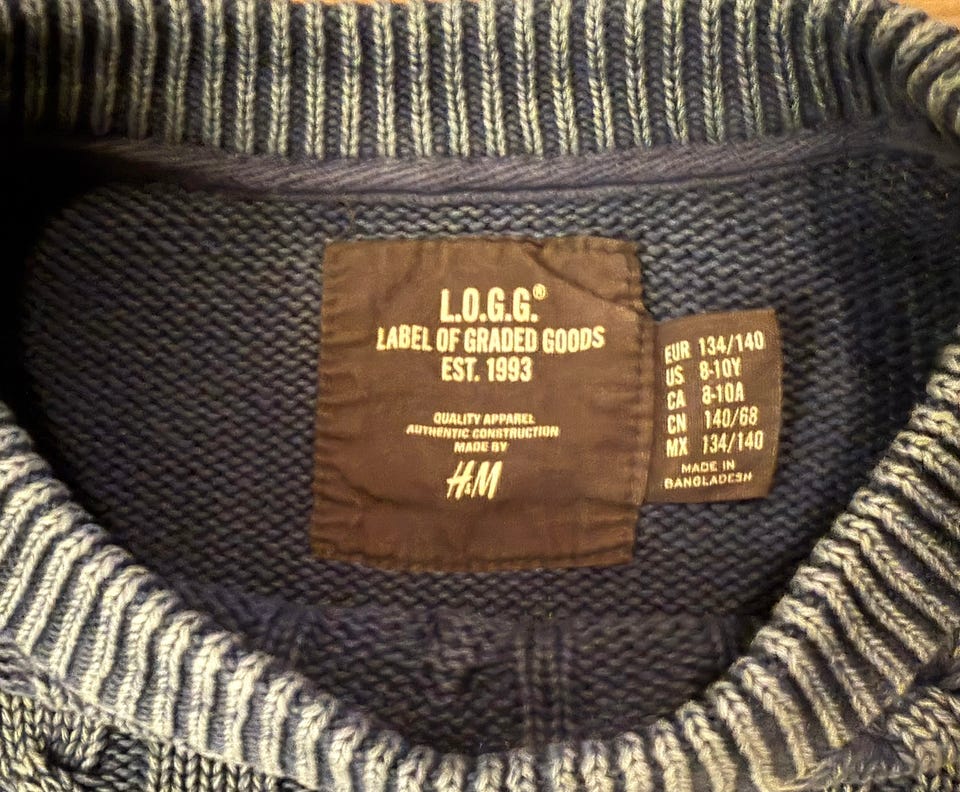 L.O.G.G.®
LABEL OF GRADED GOODS
EST. 1993
QUALITY APPAREL
AUTHENTIC CONSTRUCTION
MADE BY
H&M
EUR 134/140
US 8-10Y
CA 8-10A
CN 140/68
MX 134/140
MADE IN
BANGLADESH